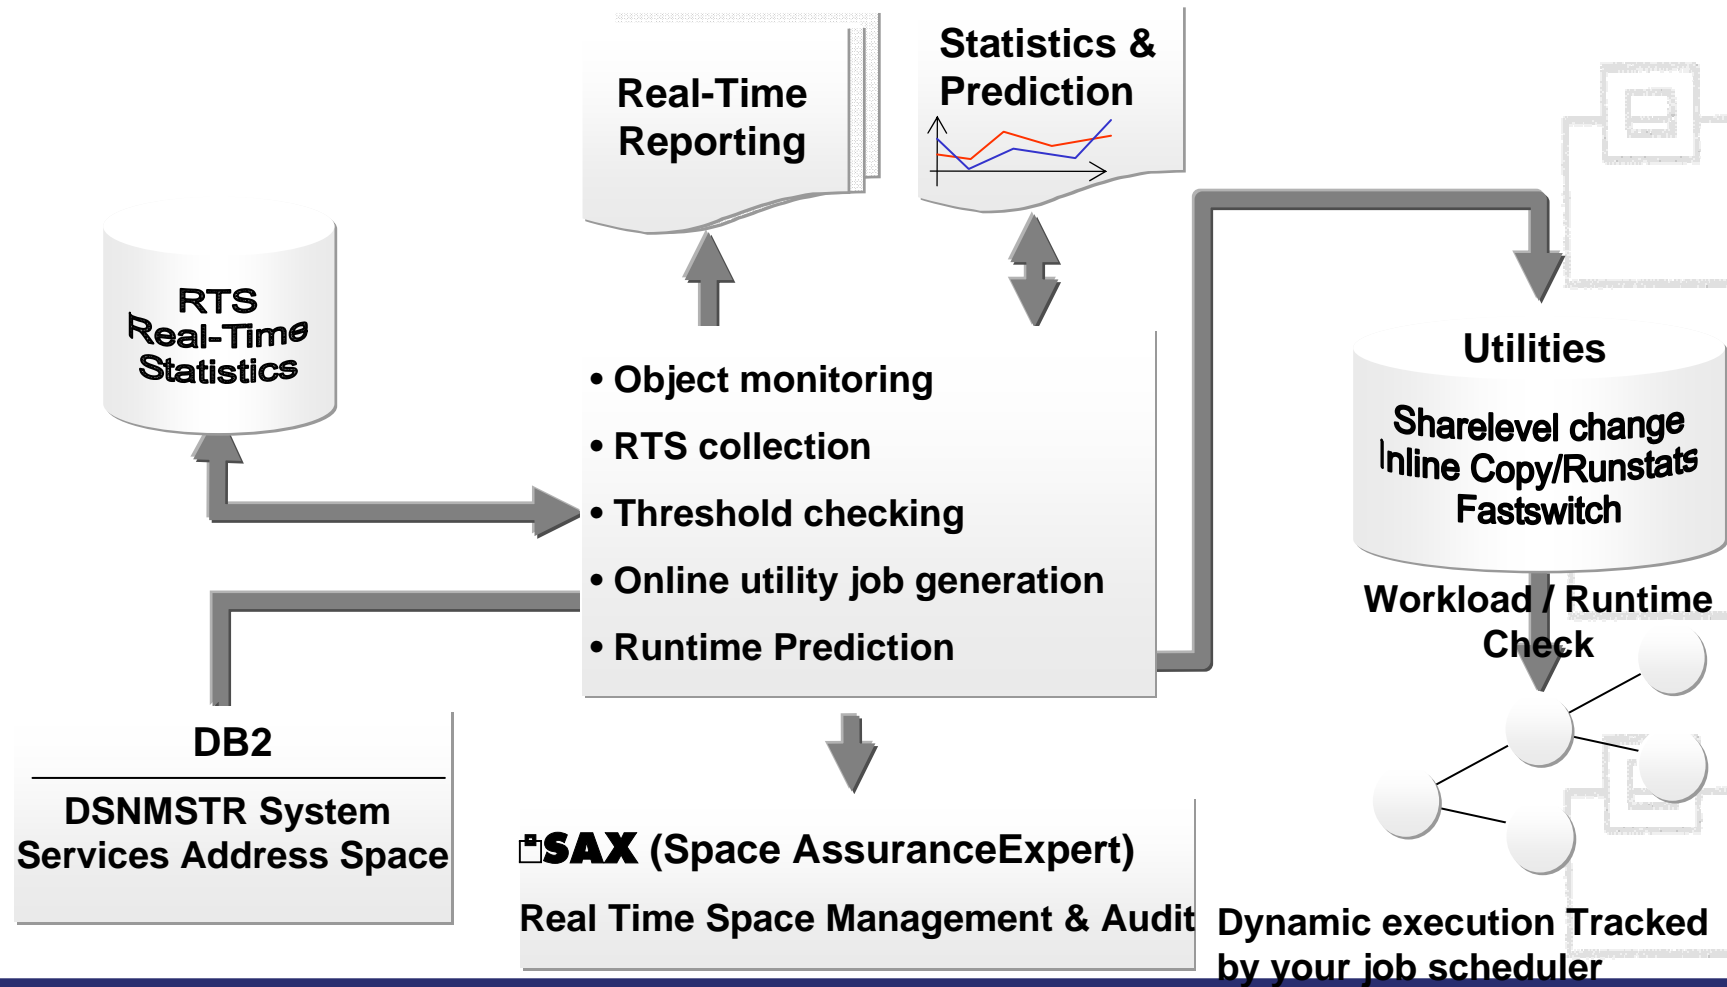 Real-Time
Reporting
Statistics &
Prediction
RTS
Real-Time
Statistics
• Object monitoring
• RTS collection
• Threshold checking
• Online utility job generation
• Runtime Prediction
Utilities
Sharelevel change
Inline Copy/Runstats
Fastswitch
Workload / Runtime
Check
DB2
DSNMSTR System
Services Address Space
SAX (Space AssuranceExpert)
Real Time Space Management & Audit
Dynamic execution Tracked
by your job scheduler